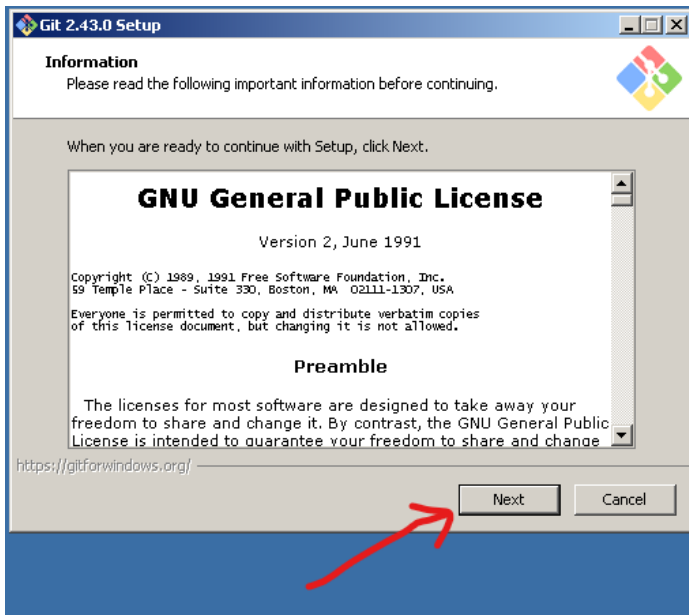 Git 2.43.0 Setup
Information
Please read the following important information before continuing.
When you are ready to continue with Setup, click Next.
GNU General Public License
Version 2, June 1991
Copyright (C) 1989, 1991 Free Software Foundation, Inc.
59 Temple Place - Suite 330, Boston, MA  02111-1307, USA
Everyone is permitted to copy and distribute verbatim copies
of this license document, but changing it is not allowed.
Preamble
The licenses for most software are designed to take away your
freedom to share and change it. By contrast, the GNU General Public
License is intended to guarantee your freedom to share and change
https://gitforwindows.org/
Next
Cancel